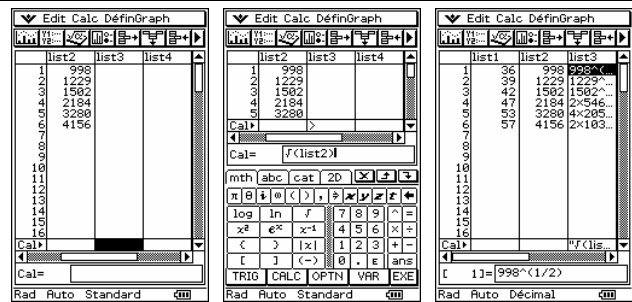 Edit Calc DéfinGraph
list2 list3 list4
1 998
2 1229
3 1502
4 2184
5 3280
6 4156
7
8
9
10
11
12
13
14
15
16
Cal▸
Cal=
Rad Auto Standard
Edit Calc DéfinGraph
list2 list3 list4
1 998
2 1229
3 1502
4 2184
5 3280
Cal▸ >
Cal= √(list2)
mth abc cat 2D
π θ i ∞ ( ) , ⇒ x y z t ←
log ln √ 7 8 9 ^ =
x² eˣ x⁻¹ 4 5 6 × ÷
( ) |x| 1 2 3 + -
[ ] (-) 0 . E ans
TRIG CALC OPTN VAR EXE
Rad Auto Standard
Edit Calc DéfinGraph
list1 list2 list3
1 36 998 998^(…
2 39 1229 1229^…
3 42 1502 1502^…
4 47 2184 2×546…
5 53 3280 4×205…
6 57 4156 2×103…
7
8
9
10
11
12
13
14
15
16
Cal▸ "√(lis…
[ 1]= 998^(1/2)
Rad Auto Décimal